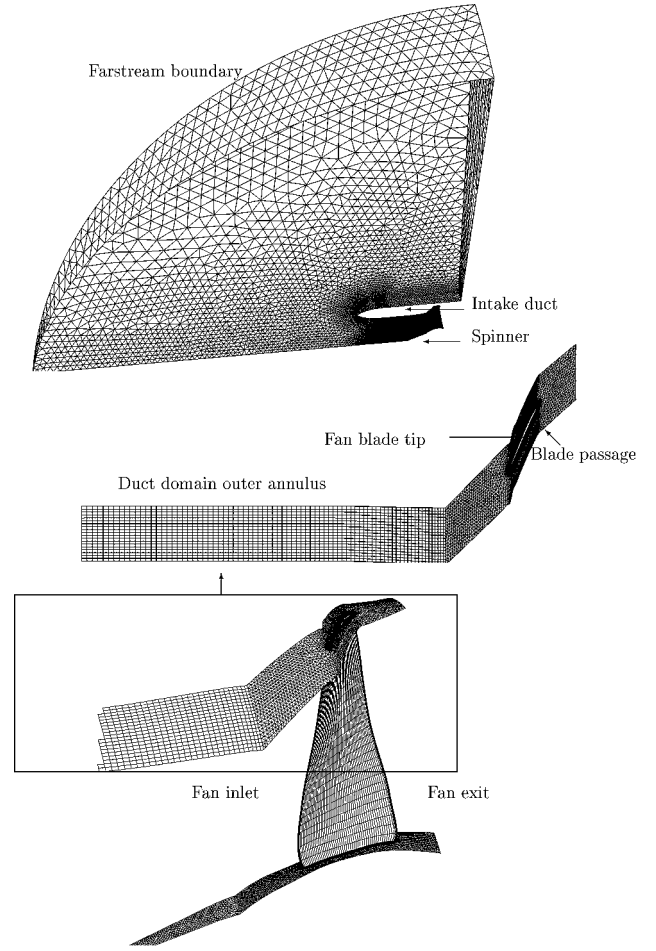 Farstream boundary
Intake duct
Spinner
Fan blade tip
Blade passage
Duct domain outer annulus
Fan inlet
Fan exit